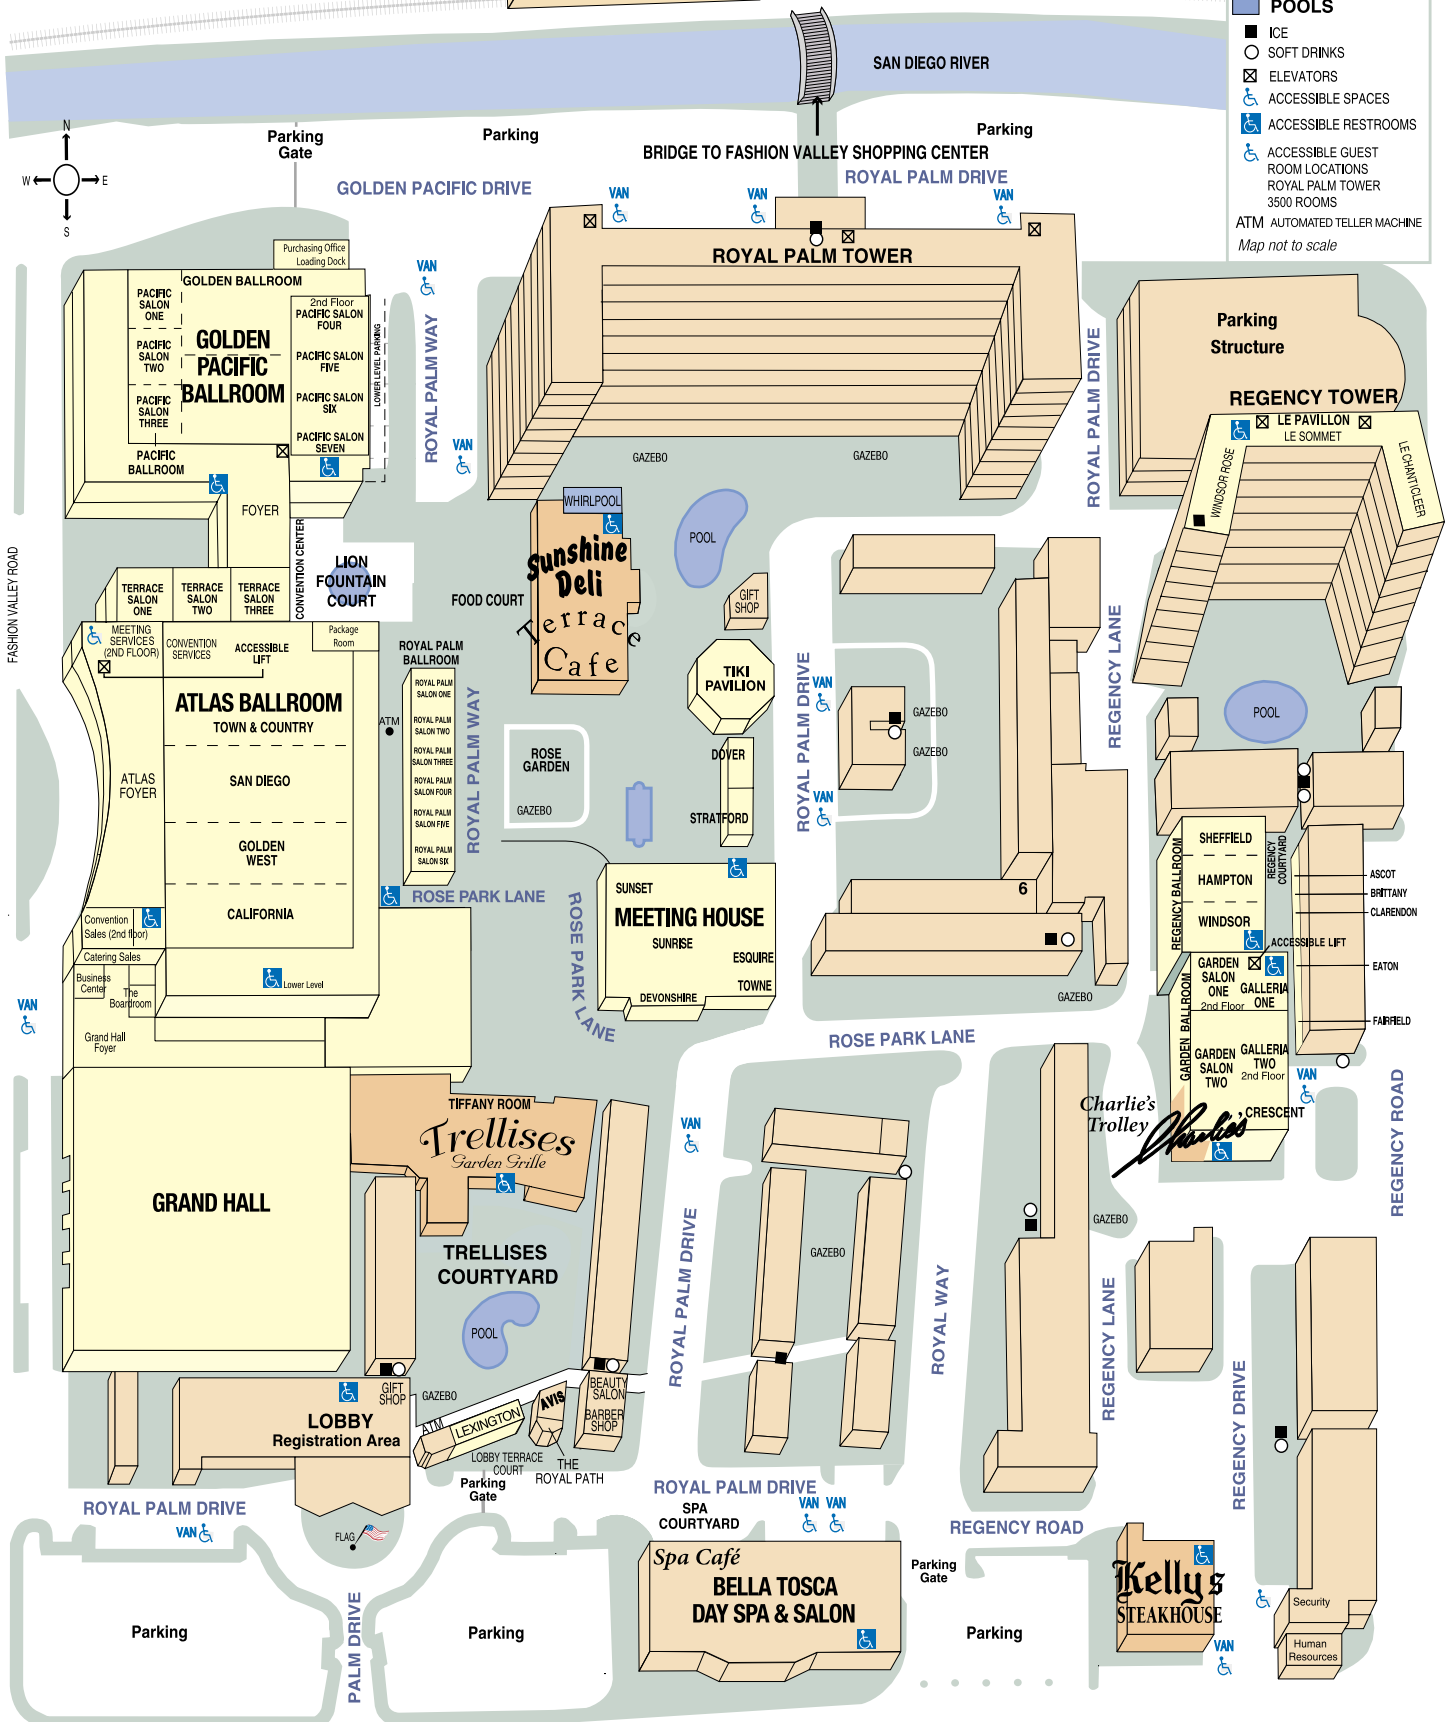 POOLS
ICE
SOFT DRINKS
ELEVATORS
ACCESSIBLE SPACES
ACCESSIBLE RESTROOMS
ACCESSIBLE GUEST
ROOM LOCATIONS
ROYAL PALM TOWER
3500 ROOMS
ATM AUTOMATED TELLER MACHINE
Map not to scale
SAN DIEGO RIVER
N
W
E
S
Parking
Gate
Parking
Parking
BRIDGE TO FASHION VALLEY SHOPPING CENTER
GOLDEN PACIFIC DRIVE
ROYAL PALM DRIVE
VAN
VAN
VAN
ROYAL PALM TOWER
Purchasing Office
Loading Dock
GOLDEN BALLROOM
VAN
PACIFIC
SALON
ONE
PACIFIC
SALON
TWO
PACIFIC
SALON
THREE
GOLDEN
PACIFIC
BALLROOM
2nd Floor
PACIFIC SALON
FOUR
PACIFIC SALON
FIVE
PACIFIC SALON
SIX
PACIFIC SALON
SEVEN
LOWER LEVEL PARKING
ROYAL PALM WAY
VAN
PACIFIC
BALLROOM
FOYER
CONVENTION CENTER
Parking
Structure
ROYAL PALM DRIVE
REGENCY TOWER
LE PAVILLON
LE SOMMET
WINDSOR ROSE
LE CHANTICLEER
GAZEBO
GAZEBO
WHIRLPOOL
POOL
Sunshine
Deli
Terrace
Cafe
FOOD COURT
LION
FOUNTAIN
COURT
GIFT
SHOP
TIKI
PAVILION
FASHION VALLEY ROAD
TERRACE
SALON
ONE
TERRACE
SALON
TWO
TERRACE
SALON
THREE
MEETING
SERVICES
(2ND FLOOR)
CONVENTION
SERVICES
ACCESSIBLE
LIFT
Package
Room
ATLAS BALLROOM
TOWN & COUNTRY
SAN DIEGO
GOLDEN
WEST
CALIFORNIA
ATLAS
FOYER
ATM
ROYAL PALM
BALLROOM
ROYAL PALM
SALON ONE
ROYAL PALM
SALON TWO
ROYAL PALM
SALON THREE
ROYAL PALM
SALON FOUR
ROYAL PALM
SALON FIVE
ROYAL PALM
SALON SIX
ROYAL PALM WAY
ROSE
GARDEN
GAZEBO
DOVER
STRATFORD
ROYAL PALM DRIVE
VAN
VAN
GAZEBO
GAZEBO
REGENCY LANE
POOL
ROSE PARK LANE
ROSE PARK LANE
SUNSET
MEETING HOUSE
SUNRISE
ESQUIRE
TOWNE
DEVONSHIRE
6
GAZEBO
ROSE PARK LANE
REGENCY BALLROOM
SHEFFIELD
HAMPTON
WINDSOR
REGENCY
COURTYARD
ASCOT
BRITTANY
CLARENDON
ACCESSIBLE LIFT
EATON
FAIRFIELD
GARDEN BALLROOM
GARDEN
SALON
ONE
2nd Floor
GALLERIA
ONE
GARDEN
SALON
TWO
GALLERIA
TWO
2nd Floor
VAN
CRESCENT
Charlie's
Trolley
Charlie's
REGENCY ROAD
Convention
Sales (2nd floor)
Catering Sales
Business
Center
The
Boardroom
Lower Level
Grand Hall
Foyer
VAN
GRAND HALL
TIFFANY ROOM
Trellises
Garden Grille
TRELLISES
COURTYARD
POOL
VAN
ROYAL PALM DRIVE
GAZEBO
ROYAL WAY
GAZEBO
REGENCY LANE
REGENCY DRIVE
GIFT
SHOP
GAZEBO
LOBBY
Registration Area
ATM
LEXINGTON
AVIS
BEAUTY
SALON
BARBER
SHOP
LOBBY TERRACE
COURT
THE
ROYAL PATH
Parking
Gate
ROYAL PALM DRIVE
VAN
FLAG
ROYAL PALM DRIVE
SPA
COURTYARD
VAN
VAN
REGENCY ROAD
Spa Café
BELLA TOSCA
DAY SPA & SALON
Parking
Gate
Kelly's
STEAKHOUSE
VAN
Security
Human
Resources
Parking
PALM DRIVE
Parking
Parking